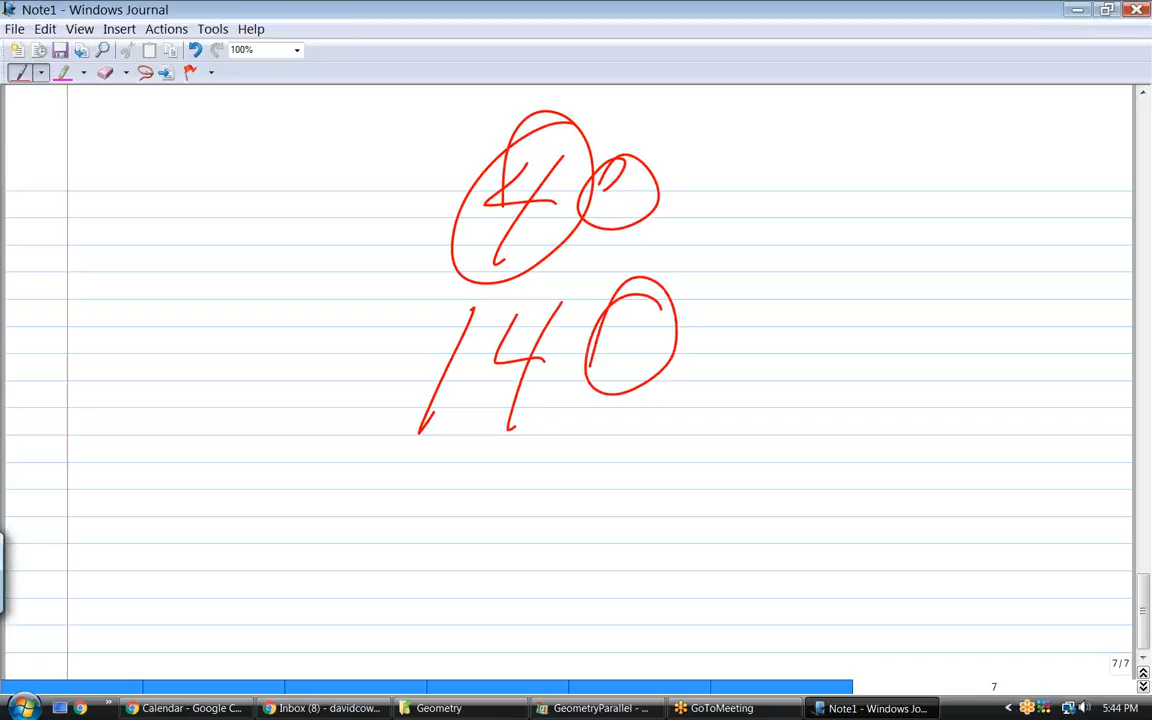 Note1 - Windows Journal
File Edit View Insert Actions Tools Help
100%
40
140
7/7
7
Calendar - Google C... Inbox (8) - davidcow... Geometry GeometryParallel - ... GoToMeeting Note1 - Windows Jo... 5:44 PM